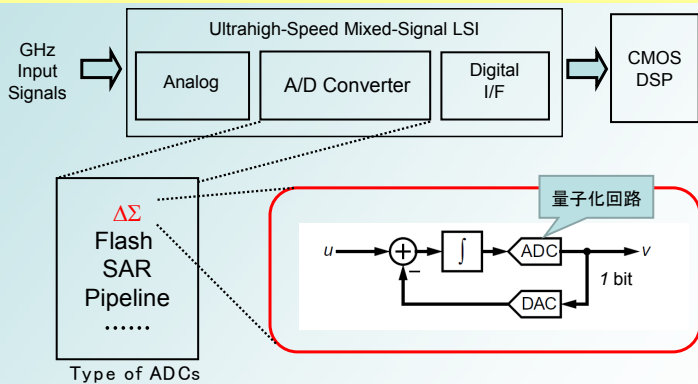 Ultrahigh-Speed Mixed-Signal LSI
GHz
Input
Signals
Analog
A/D Converter
Digital
I/F
CMOS
DSP
ΔΣ
Flash
SAR
Pipeline
……
Type of ADCs
量子化回路
u
+
−
∫
ADC
v
1 bit
DAC